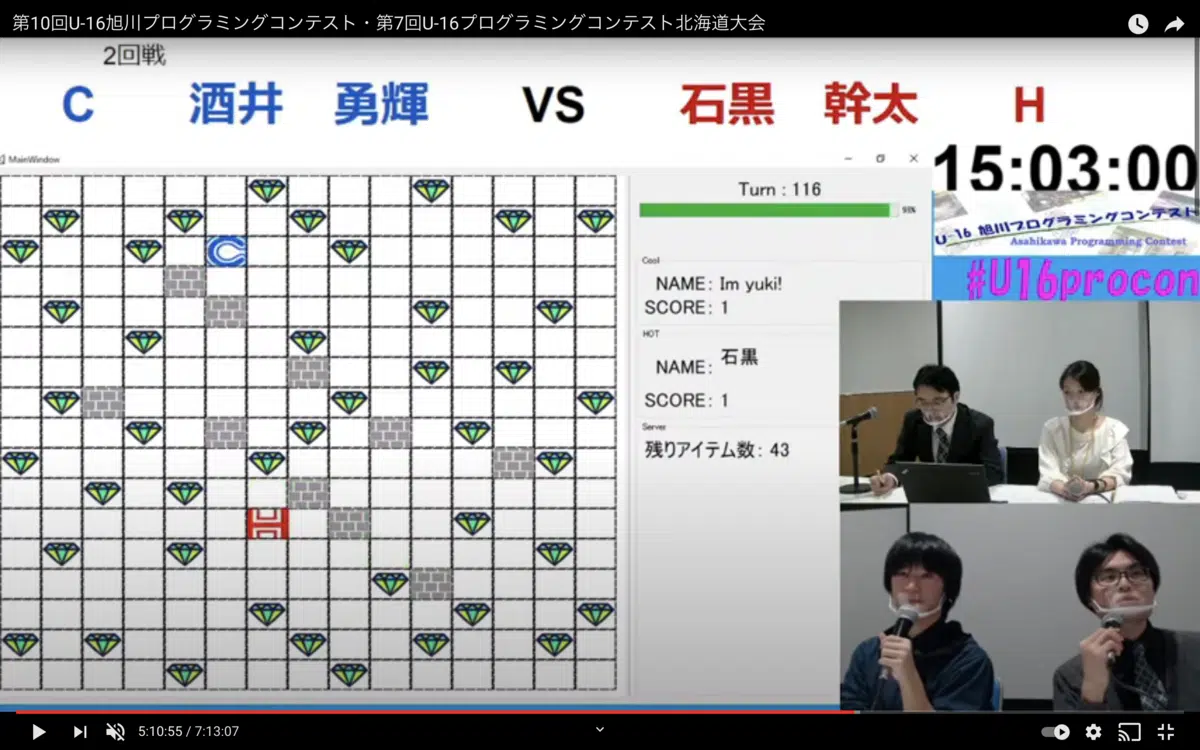 第10回U-16旭川プログラミングコンテスト・第7回U-16プログラミングコンテスト北海道大会
2回戦
C 酒井 勇輝 VS 石黒 幹太 H
MainWindow
15:03:00
Turn : 116
93%
U-16 旭川プログラミングコンテスト
Asahikawa Programming Contest
#U16procon
Cool
NAME: Im yuki!
SCORE: 1
HOT
NAME: 石黒
SCORE: 1
Server
残りアイテム数: 43
C
H
5:10:55 / 7:13:07